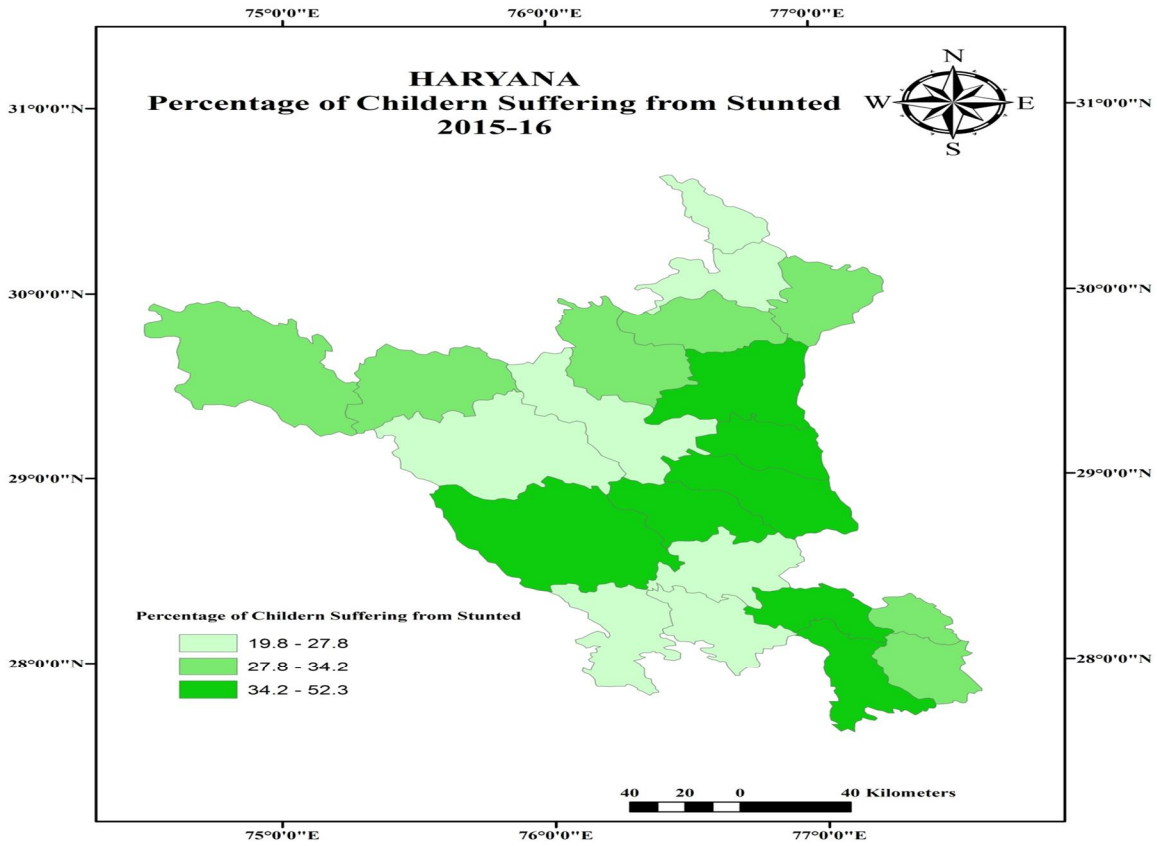 75°0'0"E 76°0'0"E 77°0'0"E
HARYANA
Percentage of Childern Suffering from Stunted
2015-16
N
W E
S
31°0'0"N 31°0'0"N
30°0'0"N 30°0'0"N
29°0'0"N 29°0'0"N
28°0'0"N 28°0'0"N
Percentage of Childern Suffering from Stunted
19.8 - 27.8
27.8 - 34.2
34.2 - 52.3
40 20 0 40 Kilometers
75°0'0"E 76°0'0"E 77°0'0"E